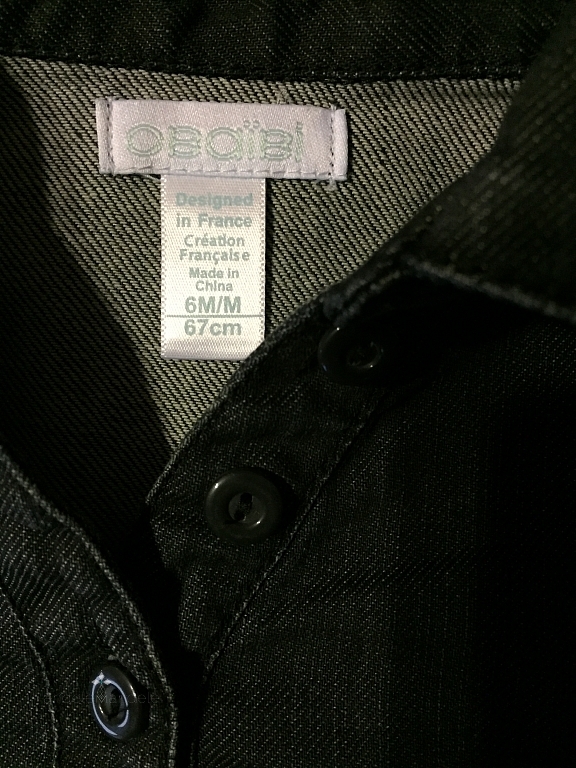 obaïbi
Designed
in France
Création
Française
Made in
China
6M/M
67cm